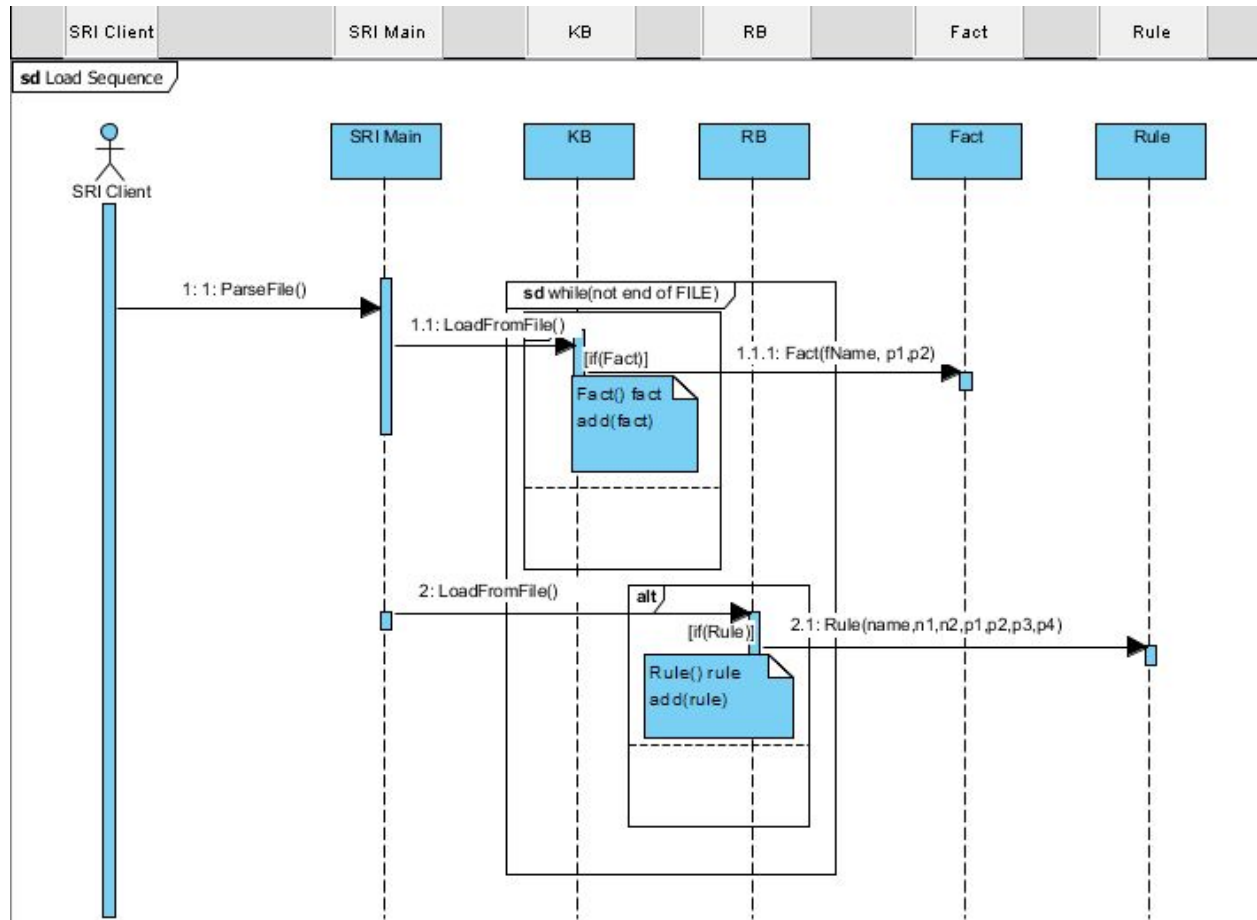 SRI Client SRI Main KB RB Fact Rule
sd Load Sequence
SRI Main KB RB Fact Rule
SRI Client
1: 1: ParseFile()
sd while(not end of FILE)
1.1: LoadFromFile()
[if(Fact)]
1.1.1: Fact(fName, p1,p2)
Fact() fact
add(fact)
2: LoadFromFile()
alt
[if(Rule)]
2.1: Rule(name,n1,n2,p1,p2,p3,p4)
Rule() rule
add(rule)